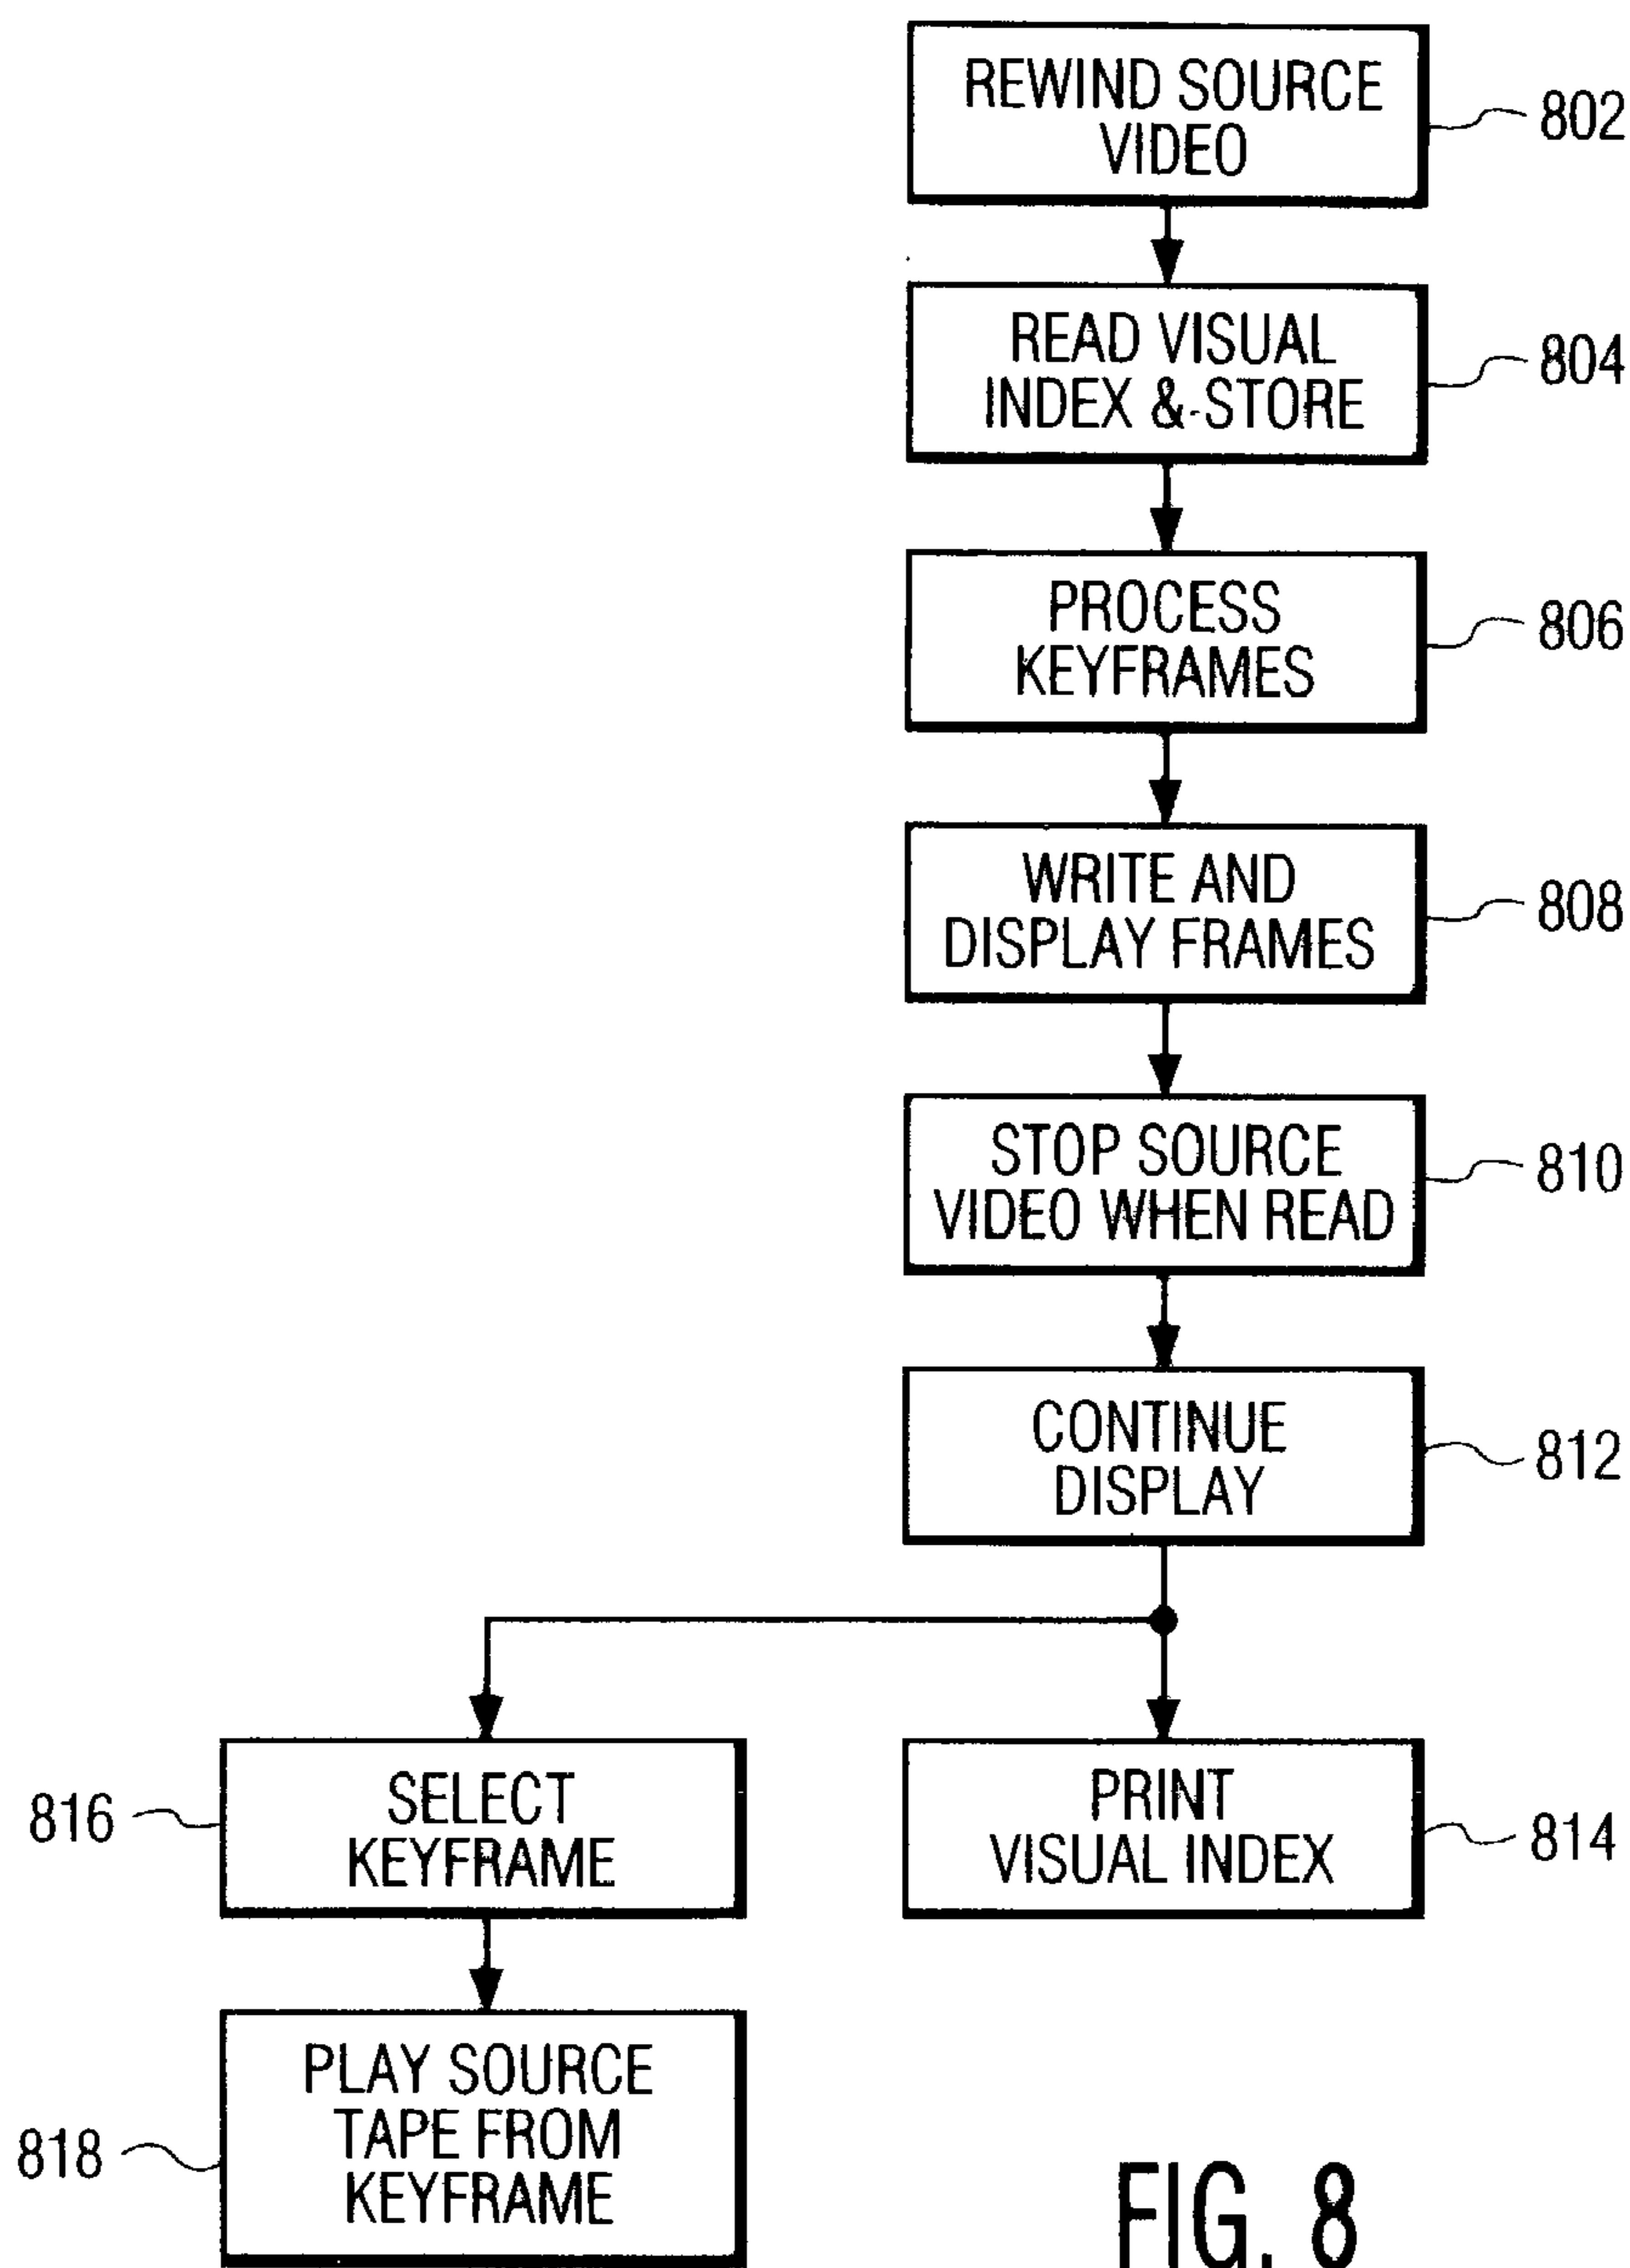 REWIND SOURCE
VIDEO
802
READ VISUAL
INDEX & STORE
804
PROCESS
KEYFRAMES
806
WRITE AND
DISPLAY FRAMES
808
STOP SOURCE
VIDEO WHEN READ
810
CONTINUE
DISPLAY
812
816
SELECT
KEYFRAME
PRINT
VISUAL INDEX
814
818
PLAY SOURCE
TAPE FROM
KEYFRAME
FIG. 8